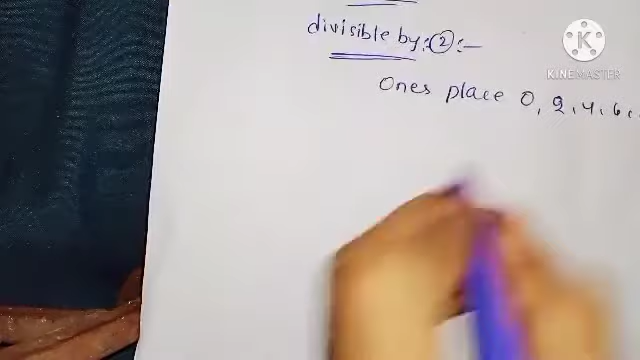 divisible by :② :-
K
KINEMASTER
Ones place 0, 2, 4, 6,